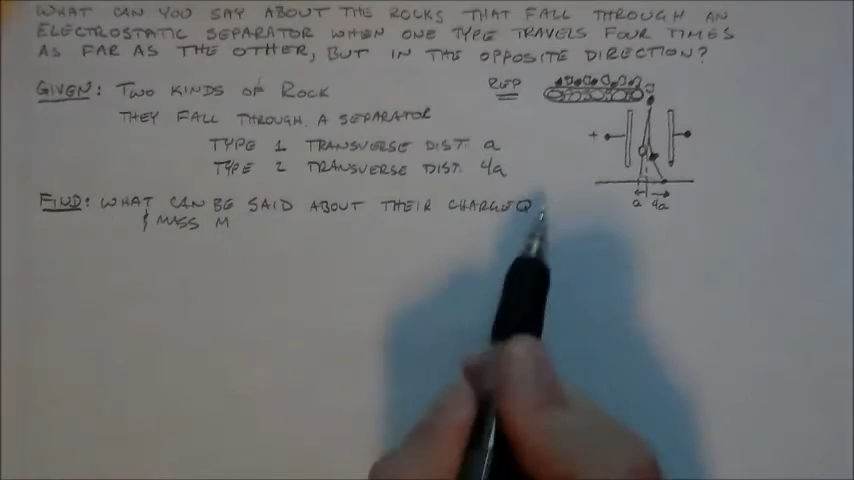 WHAT CAN YOU SAY ABOUT THE ROCKS THAT FALL THROUGH AN
ELECTROSTATIC SEPARATOR WHEN ONE TYPE TRAVELS FOUR TIMES
AS FAR AS THE OTHER, BUT IN THE OPPOSITE DIRECTION?
GIVEN: TWO KINDS OF ROCK
REP
THEY FALL THROUGH A SEPARATOR
TYPE 1 TRANSVERSE DIST. a
TYPE 2 TRANSVERSE DIST. 4a
+
a 4a
FIND: WHAT CAN BE SAID ABOUT THEIR CHARGE Q
& MASS M